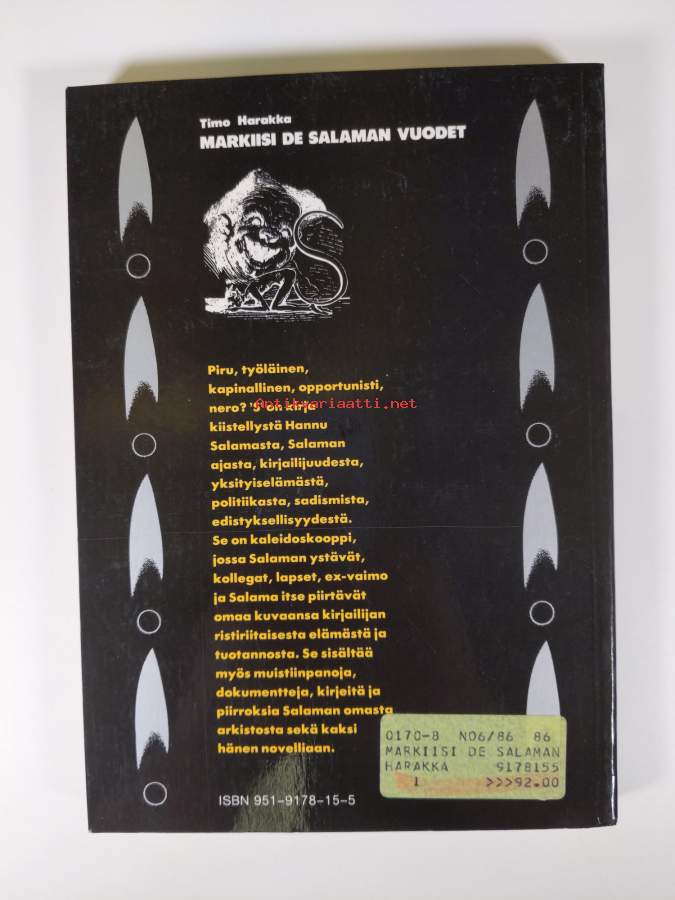 Timo Harakka
MARKIISI DE SALAMAN VUODET
S
Piru, työläinen,
kapinallinen, opportunisti,
nero? 'S' on kirja
Antikvariaatti.net
kiistellystä Hannu
Salamasta, Salaman
ajasta, kirjailijuudesta,
yksityiselämästä,
politiikasta, sadismista,
edistyksellisyydestä.
Se on kaleidoskooppi,
jossa Salaman ystävät,
kollegat, lapset, ex-vaimo
ja Salama itse piirtävät
omaa kuvaansa kirjailijan
ristiriitaisesta elämästä ja
tuotannosta. Se sisältää
myös muistiinpanoja,
dokumentteja, kirjeitä ja
piirroksia Salaman omasta
arkistosta sekä kaksi
hänen novelliaan.
0170-8 N06/86 86
MARKIISI DE SALAMAN
HARAKKA 9178155
1 >>>92.00
ISBN 951-9178-15-5